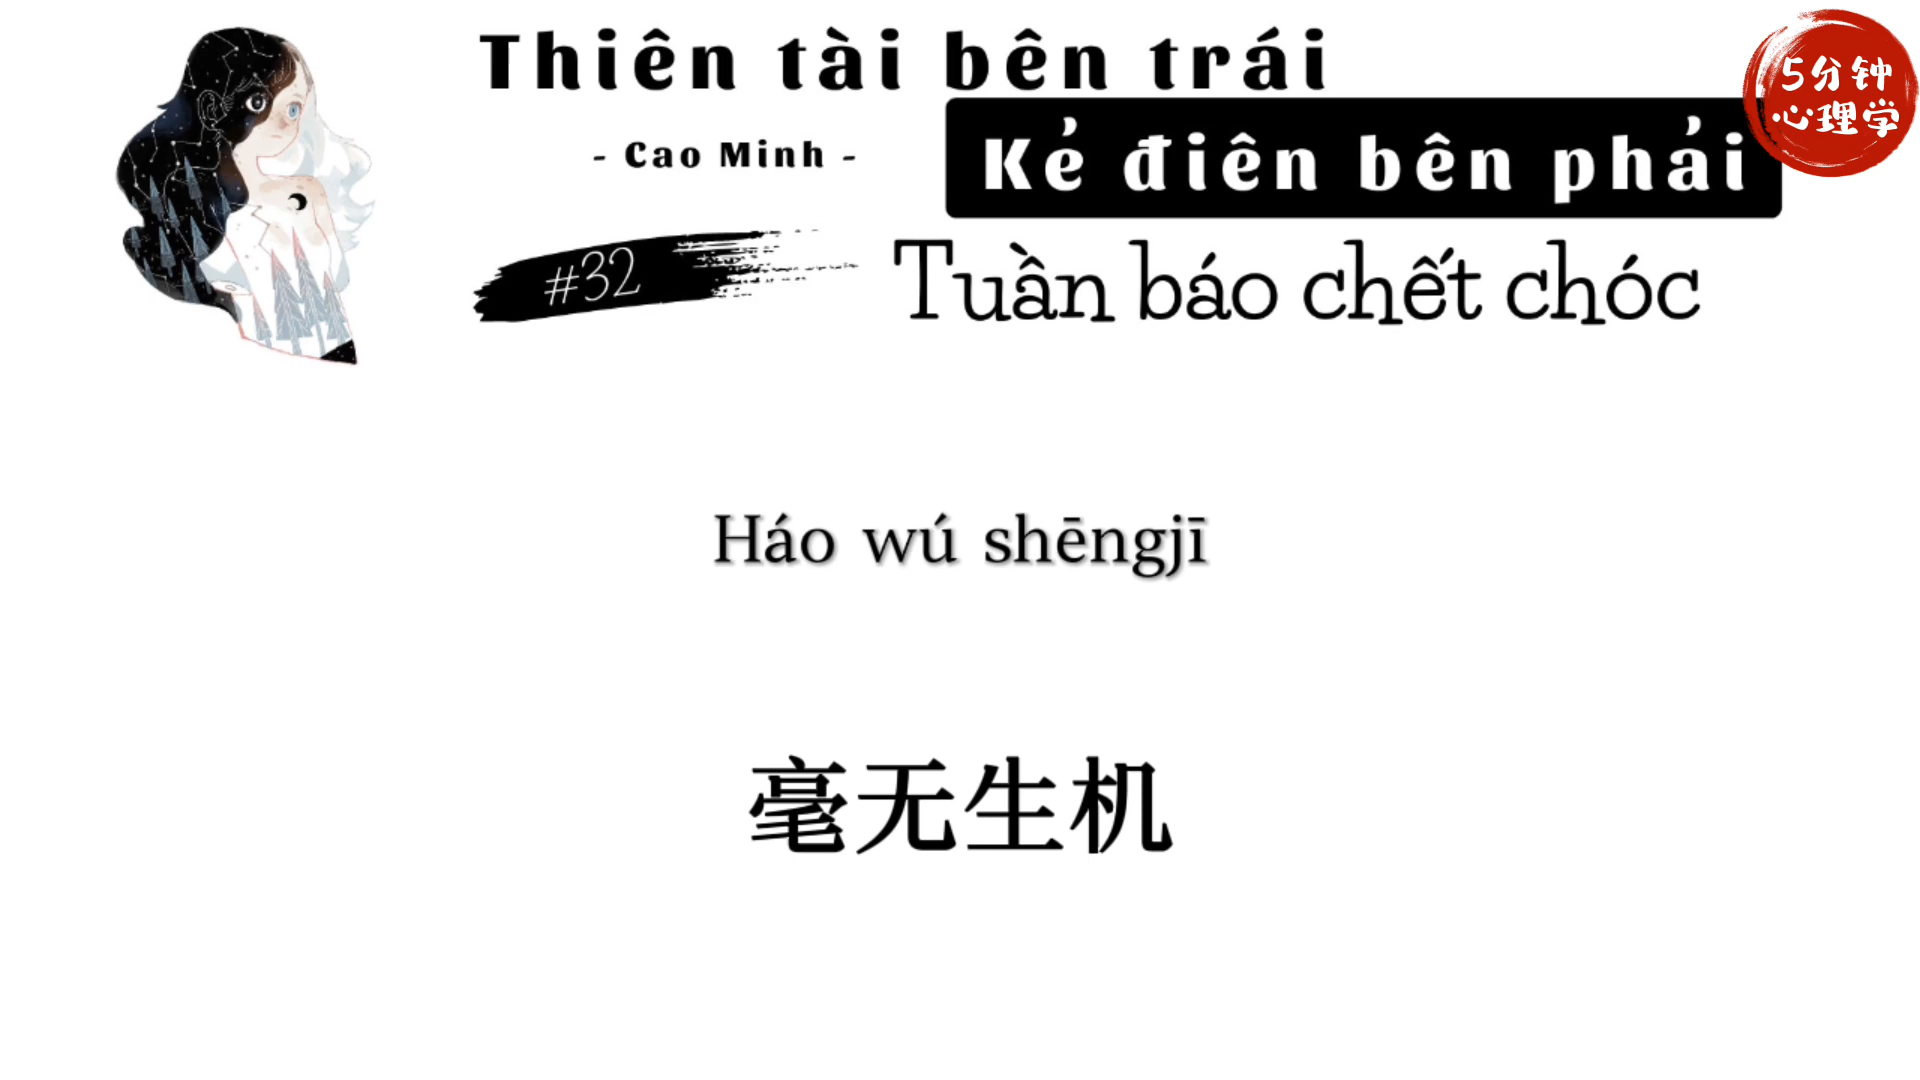 Thiên tài bên trái
- Cao Minh -
Kẻ điên bên phải
5分钟
心理学
#32
Tuần báo chết chóc
Háo wú shēngjī
毫无生机